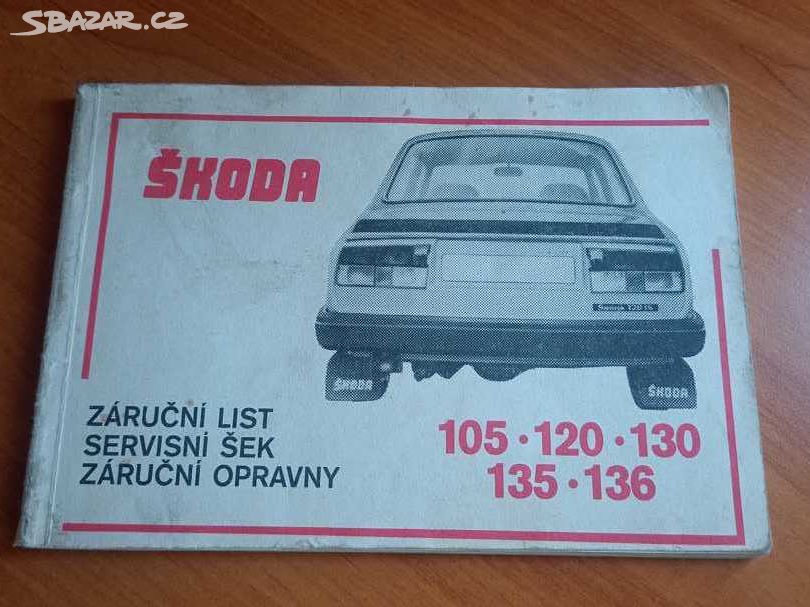 SBAZAR.CZ
ŠKODA
ŠKODA
ŠKODA
ZÁRUČNÍ LIST
SERVISNÍ ŠEK
ZÁRUČNÍ OPRAVNY
105 · 120 · 130
135 · 136